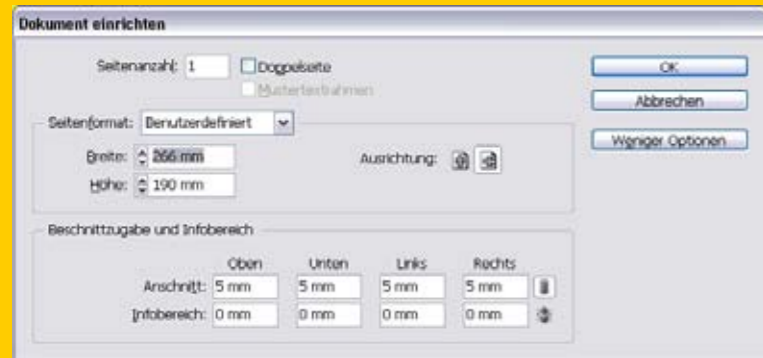 Dokument einrichten
Seitenanzahl: 1 Doppelseite OK
Mustertextrahmen
Abbrechen
Seitenformat: Benutzerdefiniert
Weniger Optionen
Breite: 266 mm Ausrichtung:
Höhe: 190 mm
Beschnittzugabe und Infobereich
Oben Unten Links Rechts
Anschnitt: 5 mm 5 mm 5 mm 5 mm
Infobereich: 0 mm 0 mm 0 mm 0 mm